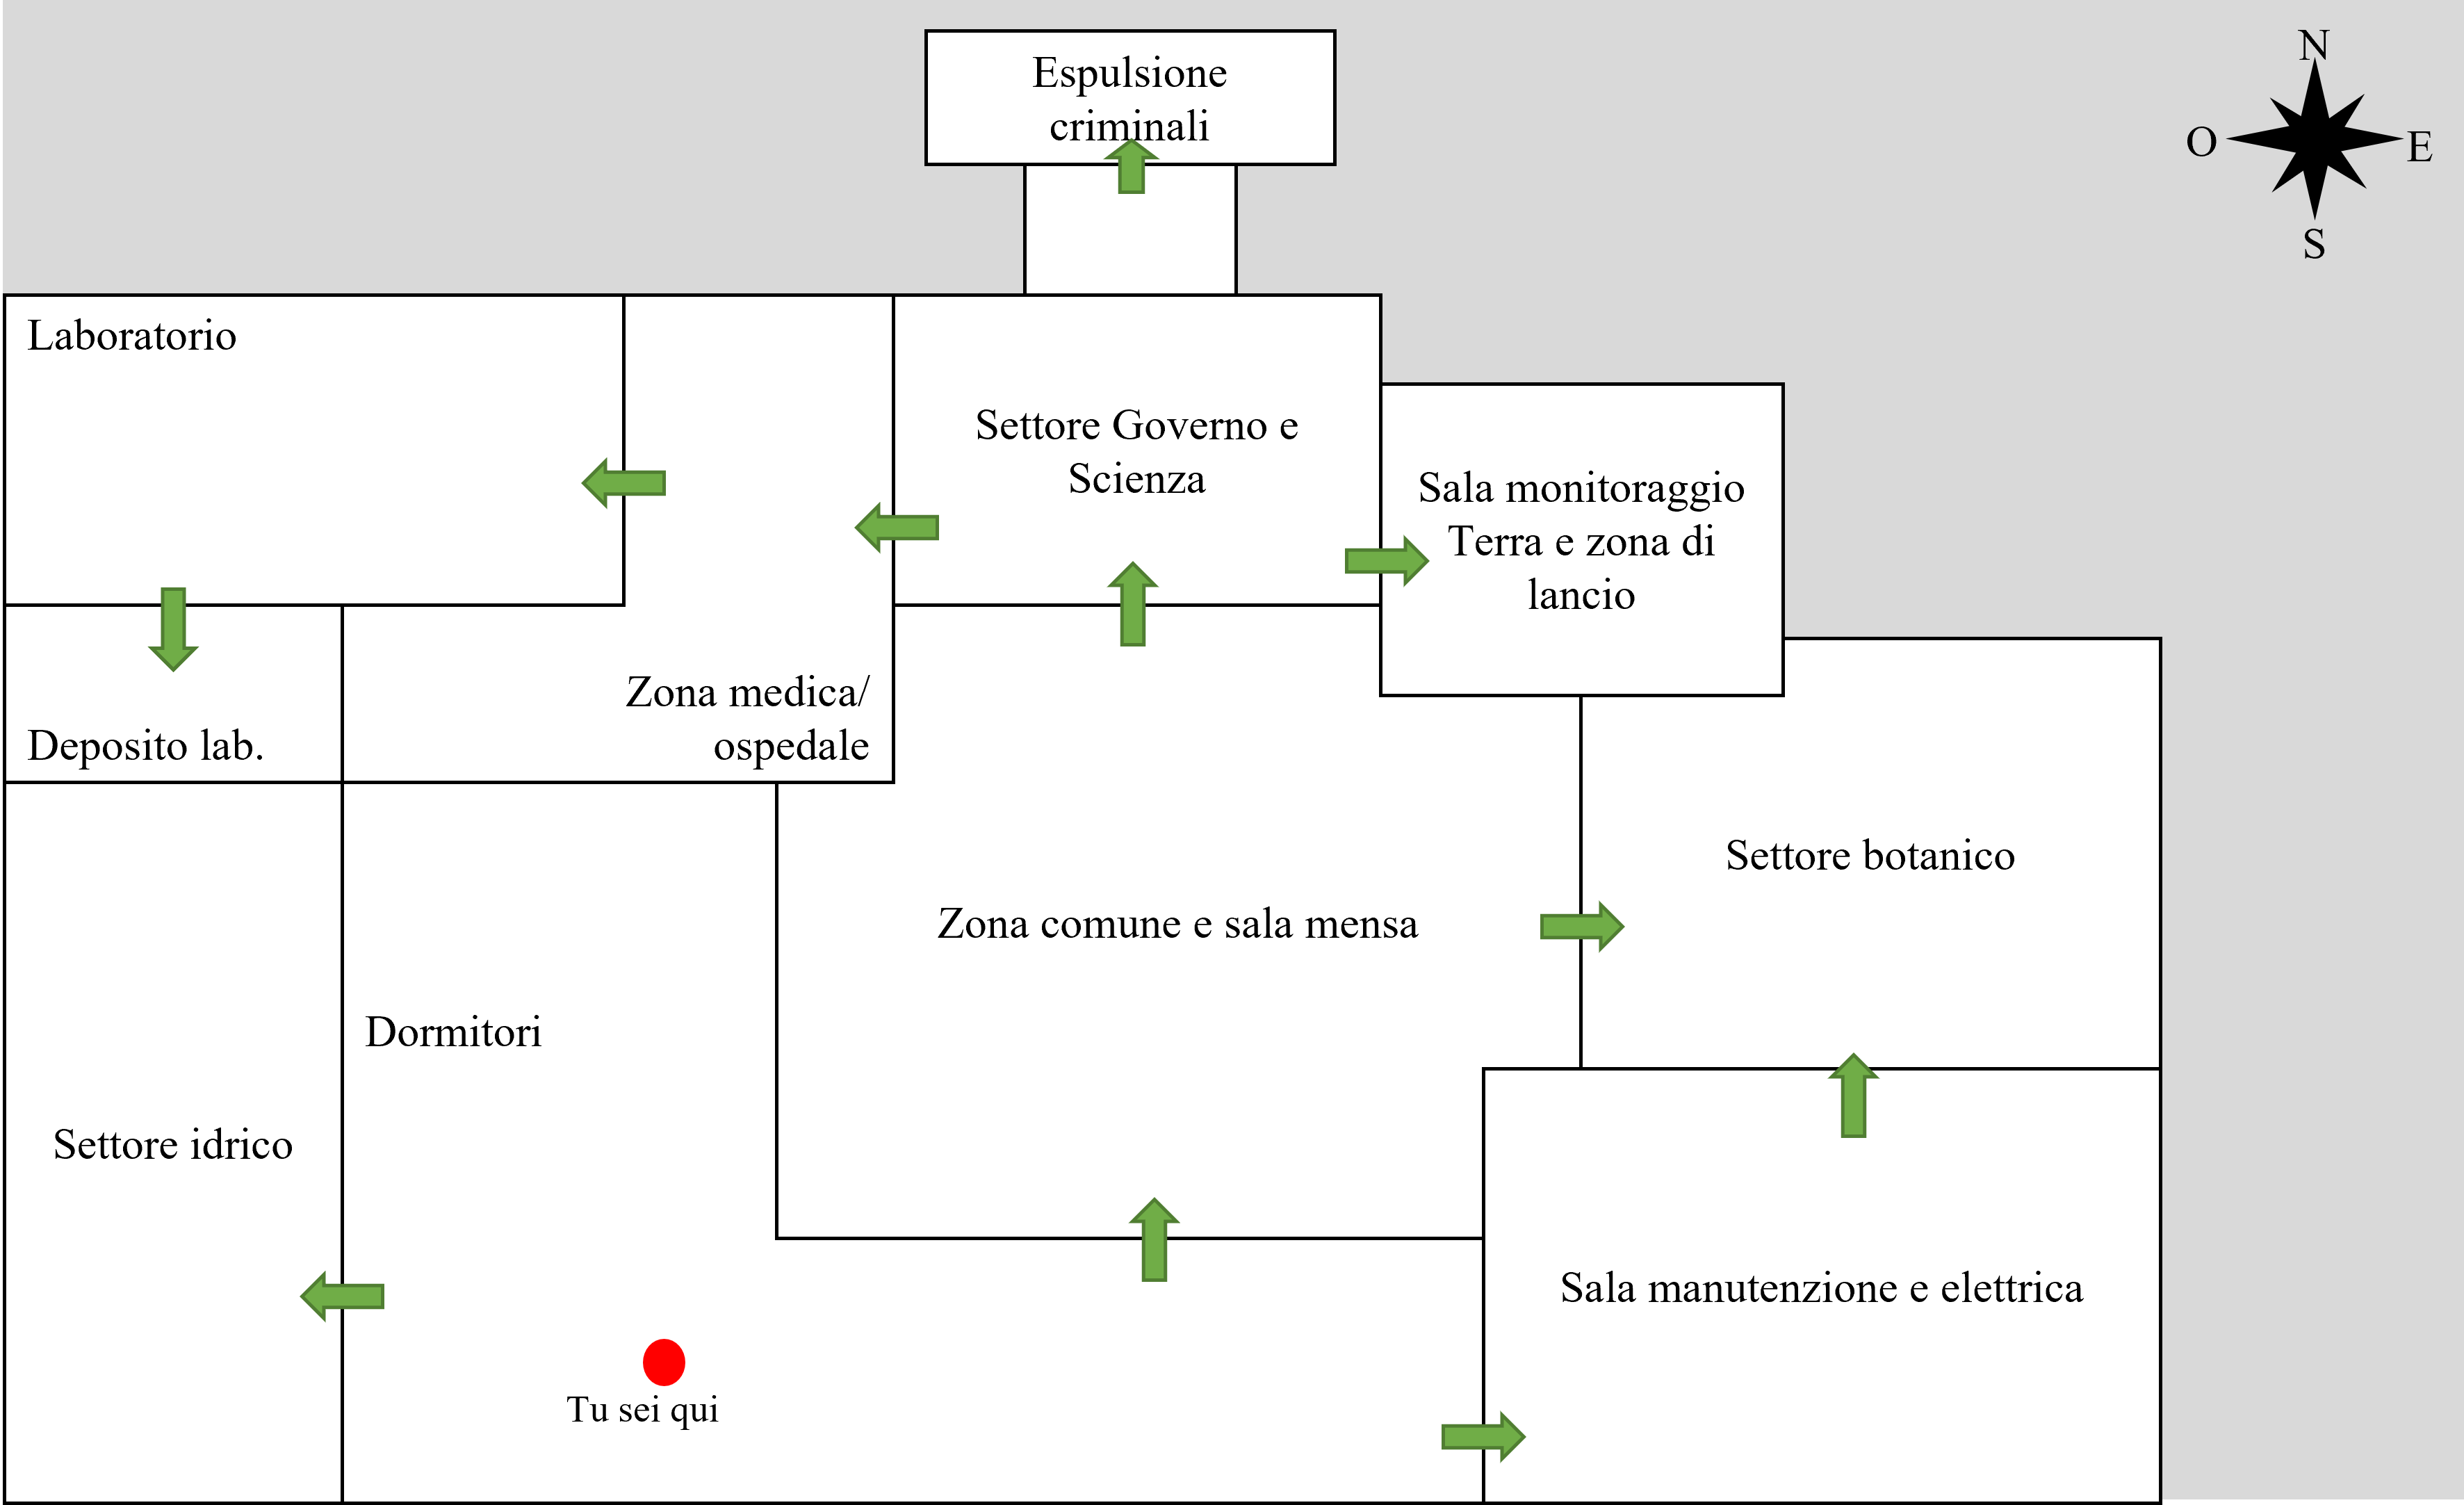 Espulsione
criminali
N
O
E
S
Laboratorio
Settore Governo e
Scienza
Sala monitoraggio
Terra e zona di
lancio
Zona medica/
ospedale
Deposito lab.
Settore botanico
Zona comune e sala mensa
Dormitori
Settore idrico
Sala manutenzione e elettrica
Tu sei qui